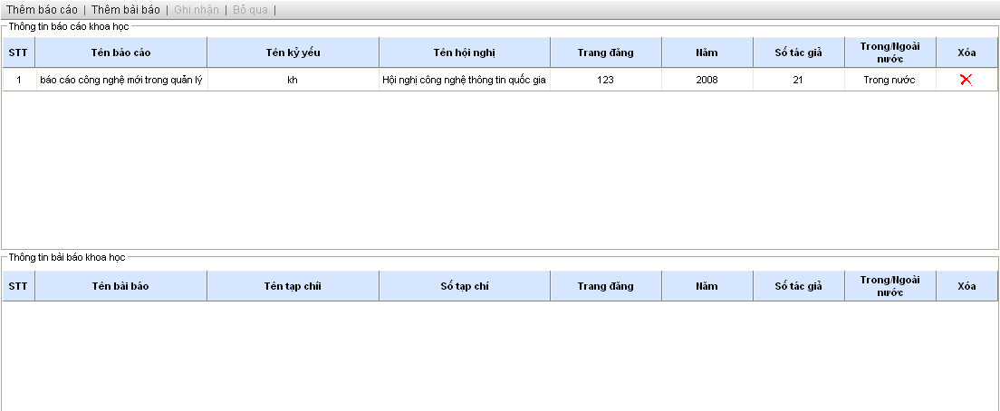 Thêm báo cáo | Thêm bài báo | Ghi nhận | Bỏ qua |
Thông tin báo cáo khoa học
STT Tên báo cáo Tên kỷ yếu Tên hội nghị Trang đăng Năm Số tác giả Trong/Ngoài nước Xóa
1 báo cáo công nghệ mới trong quản lý kh Hội nghị công nghệ thông tin quốc gia 123 2008 21 Trong nước
Thông tin bài báo khoa học
STT Tên bài báo Tên tạp chíi Số tạp chí Trang đăng Năm Số tác giả Trong/Ngoài nước Xóa